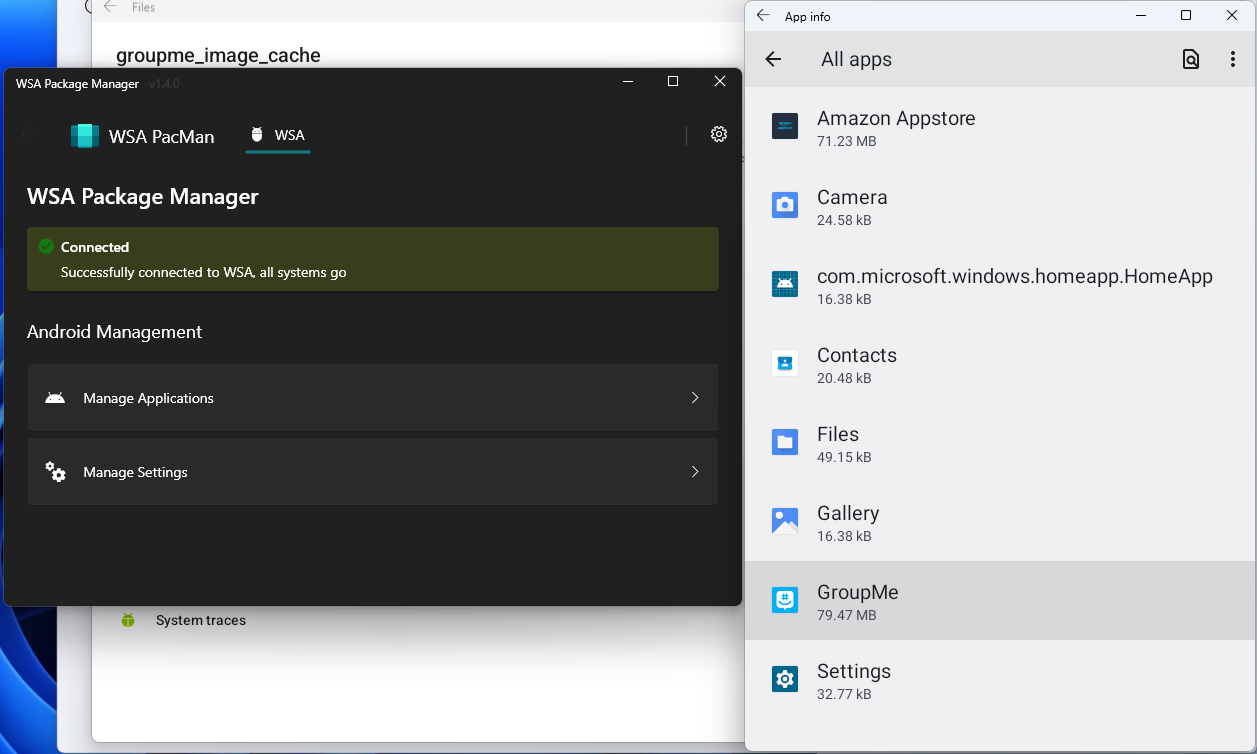 Files
groupme_image_cache
WSA Package Manager v1.4.0
WSA PacMan
WSA
WSA Package Manager
Connected
Successfully connected to WSA, all systems go
Android Management
Manage Applications
Manage Settings
System traces
App info
All apps
Amazon Appstore
71.23 MB
Camera
24.58 kB
com.microsoft.windows.homeapp.HomeApp
16.38 kB
Contacts
20.48 kB
Files
49.15 kB
Gallery
16.38 kB
GroupMe
79.47 MB
Settings
32.77 kB